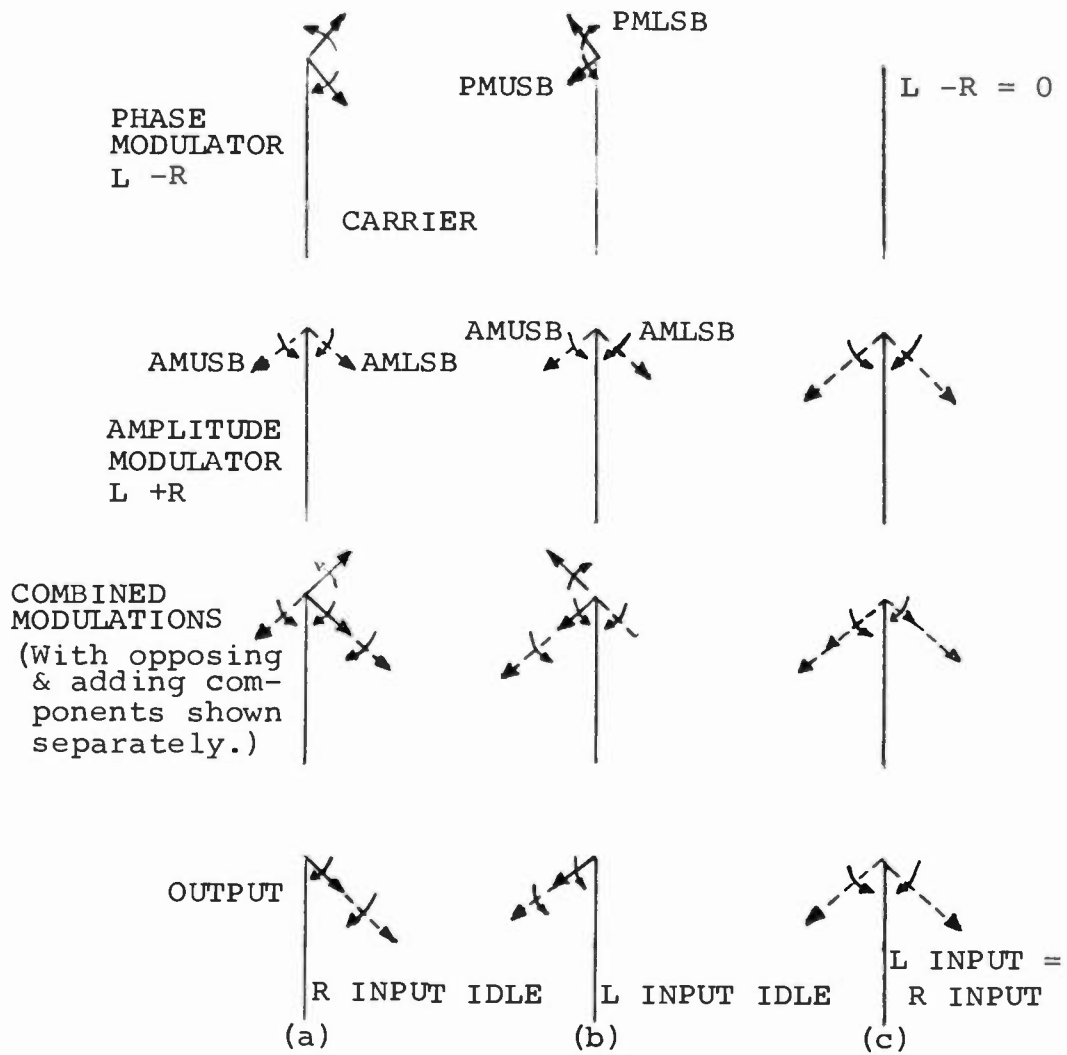 PMLSB
PMUSB
L -R = 0
PHASE
MODULATOR
L -R
CARRIER
AMUSB
AMLSB
AMUSB
AMLSB
AMPLITUDE
MODULATOR
L +R
COMBINED
MODULATIONS
(With opposing
& adding com-
ponents shown
separately.)
OUTPUT
R INPUT IDLE
L INPUT IDLE
L INPUT =
R INPUT
(a)
(b)
(c)